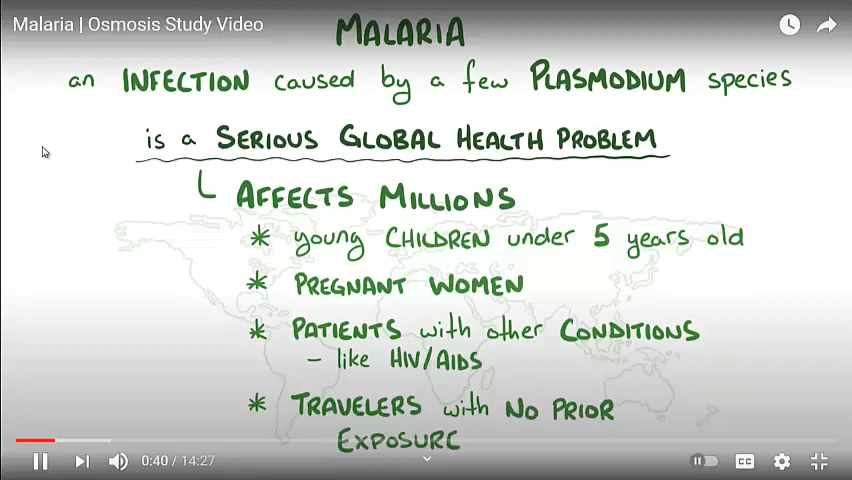 Malaria | Osmosis Study Video
MALARIA
an INFECTION caused by a few PLASMODIUM species
is a SERIOUS GLOBAL HEALTH PROBLEM
AFFECTS MILLIONS
* young CHILDREN under 5 years old
* PREGNANT WOMEN
* PATIENTS with other CONDITIONS
- like HIV/AIDS
* TRAVELERS with NO PRIOR
EXPOSURE
0:40 / 14:27 CC